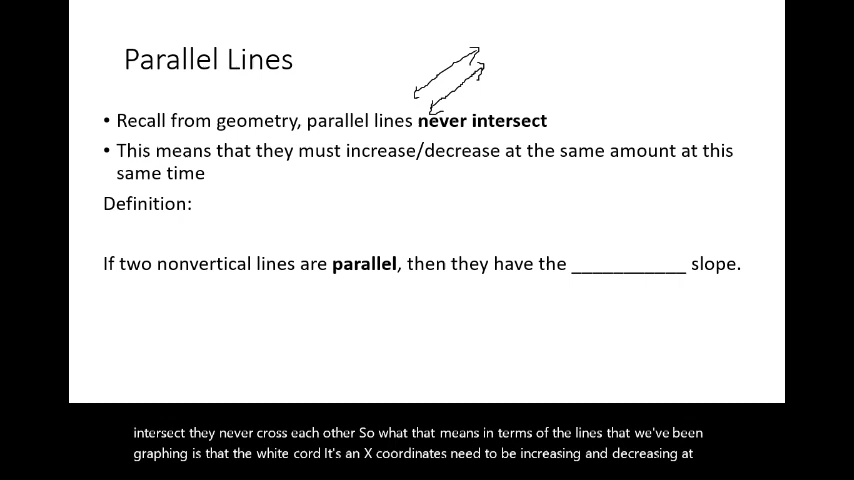 Parallel Lines
• Recall from geometry, parallel lines never intersect
• This means that they must increase/decrease at the same amount at this
same time
Definition:
If two nonvertical lines are parallel, then they have the ___________ slope.
intersect they never cross each other So what that means in terms of the lines that we've been
graphing is that the white cord It's an X coordinates need to be increasing and decreasing at